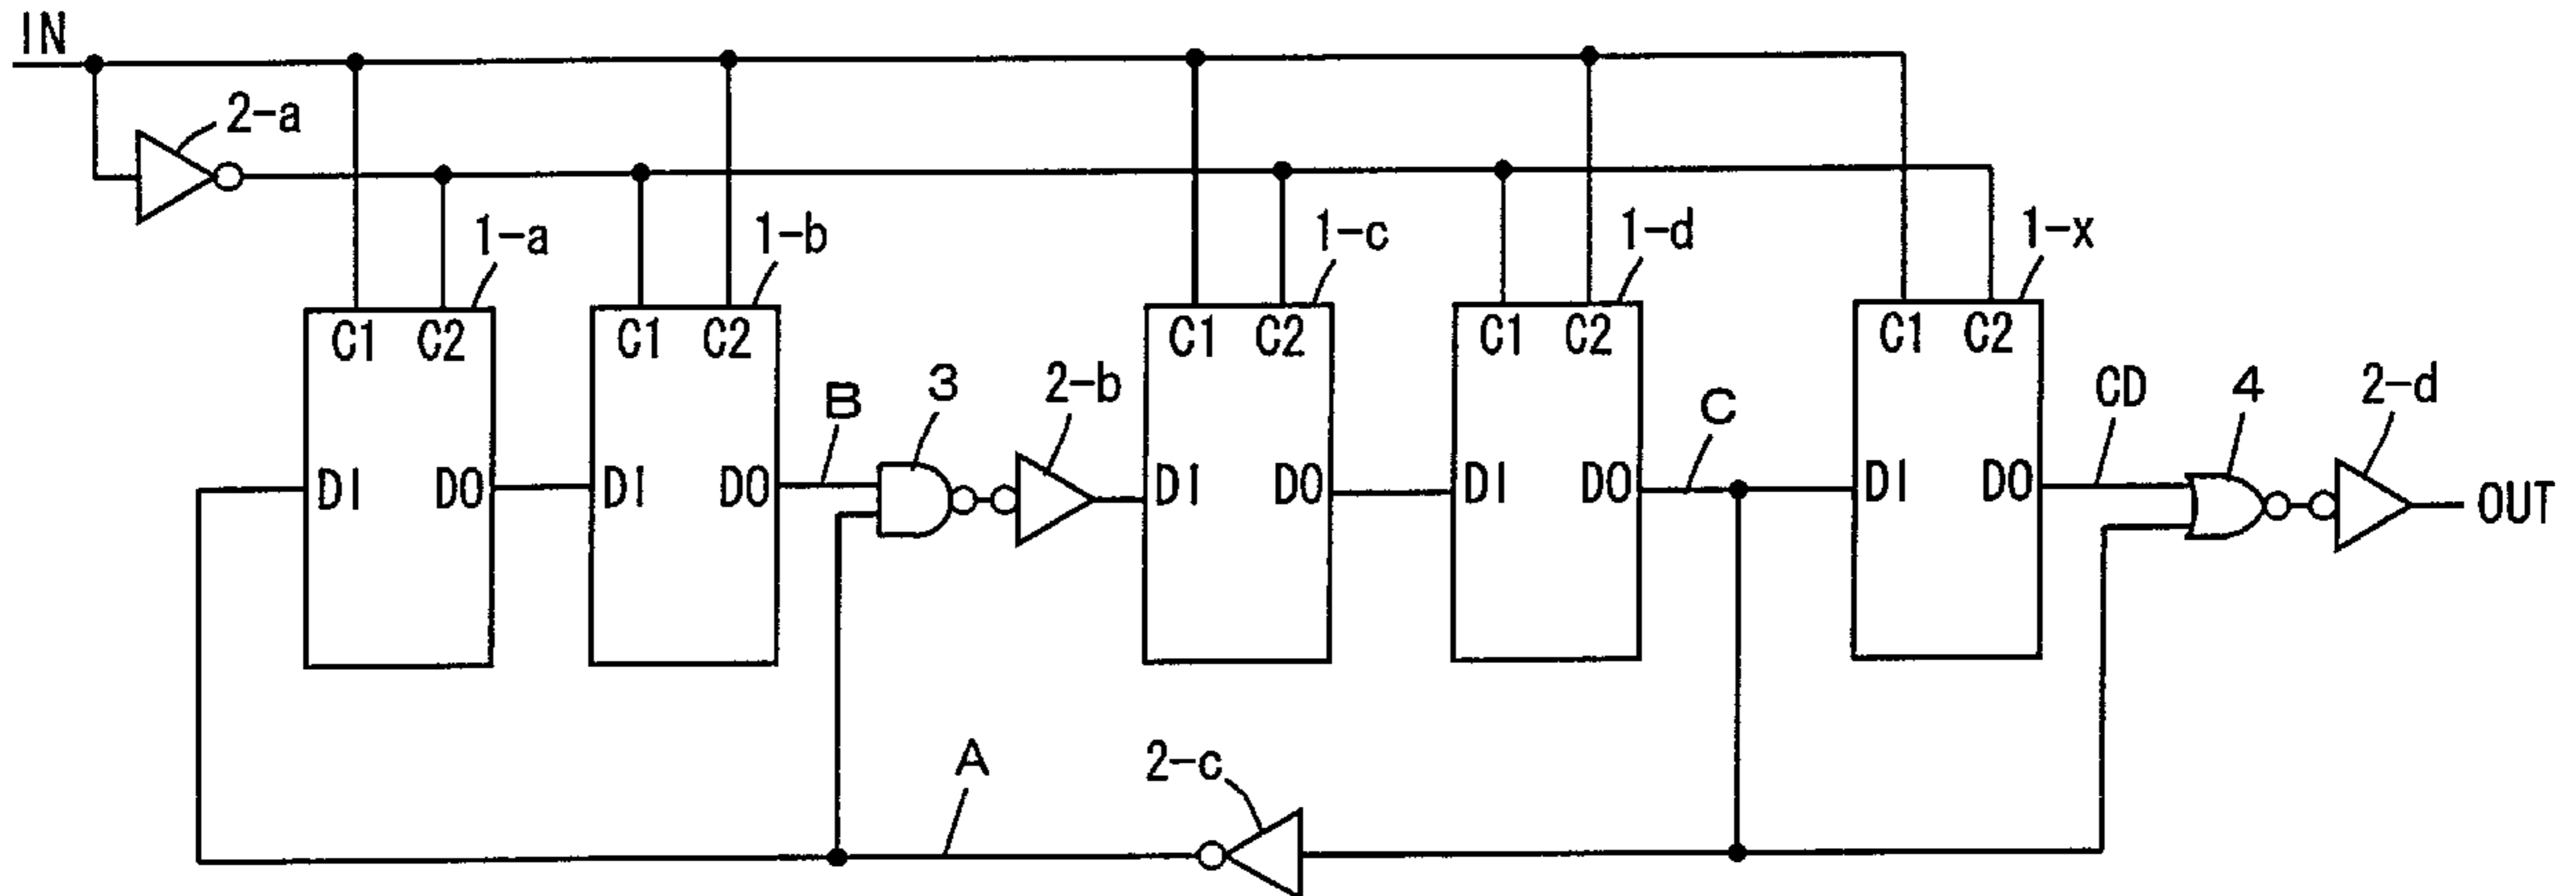 IN
2-a
1-a
1-b
1-c
1-d
1-x
C1 C2
C1 C2
C1 C2
C1 C2
C1 C2
B
3
2-b
C
CD
4
2-d
DI DO
DI DO
DI DO
DI DO
DI DO
OUT
A
2-c